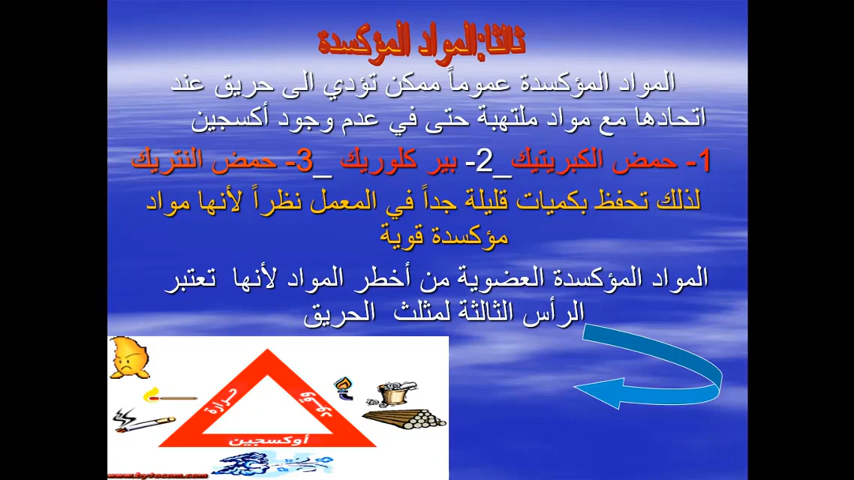 ثالثا:المواد المؤكسدة
المواد المؤكسدة عموماً ممكن تؤدي الى حريق عند
اتحادها مع مواد ملتهبة حتى في عدم وجود أكسجين
1- حمض الكبريتيك_2- بير كلوريك _3- حمض النتريك
لذلك تحفظ بكميات قليلة جداً في المعمل نظراً لأنها مواد
مؤكسدة قوية
المواد المؤكسدة العضوية من أخطر المواد لأنها تعتبر
الرأس الثالثة لمثلث الحريق
حرارة
وقود
أوكسجين